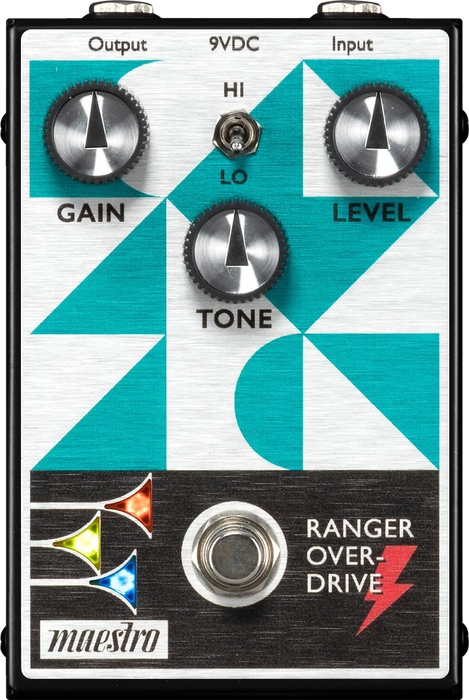 Output 9VDC Input
HI
LO
GAIN
LEVEL
TONE
RANGER
OVER-
DRIVE
maestro